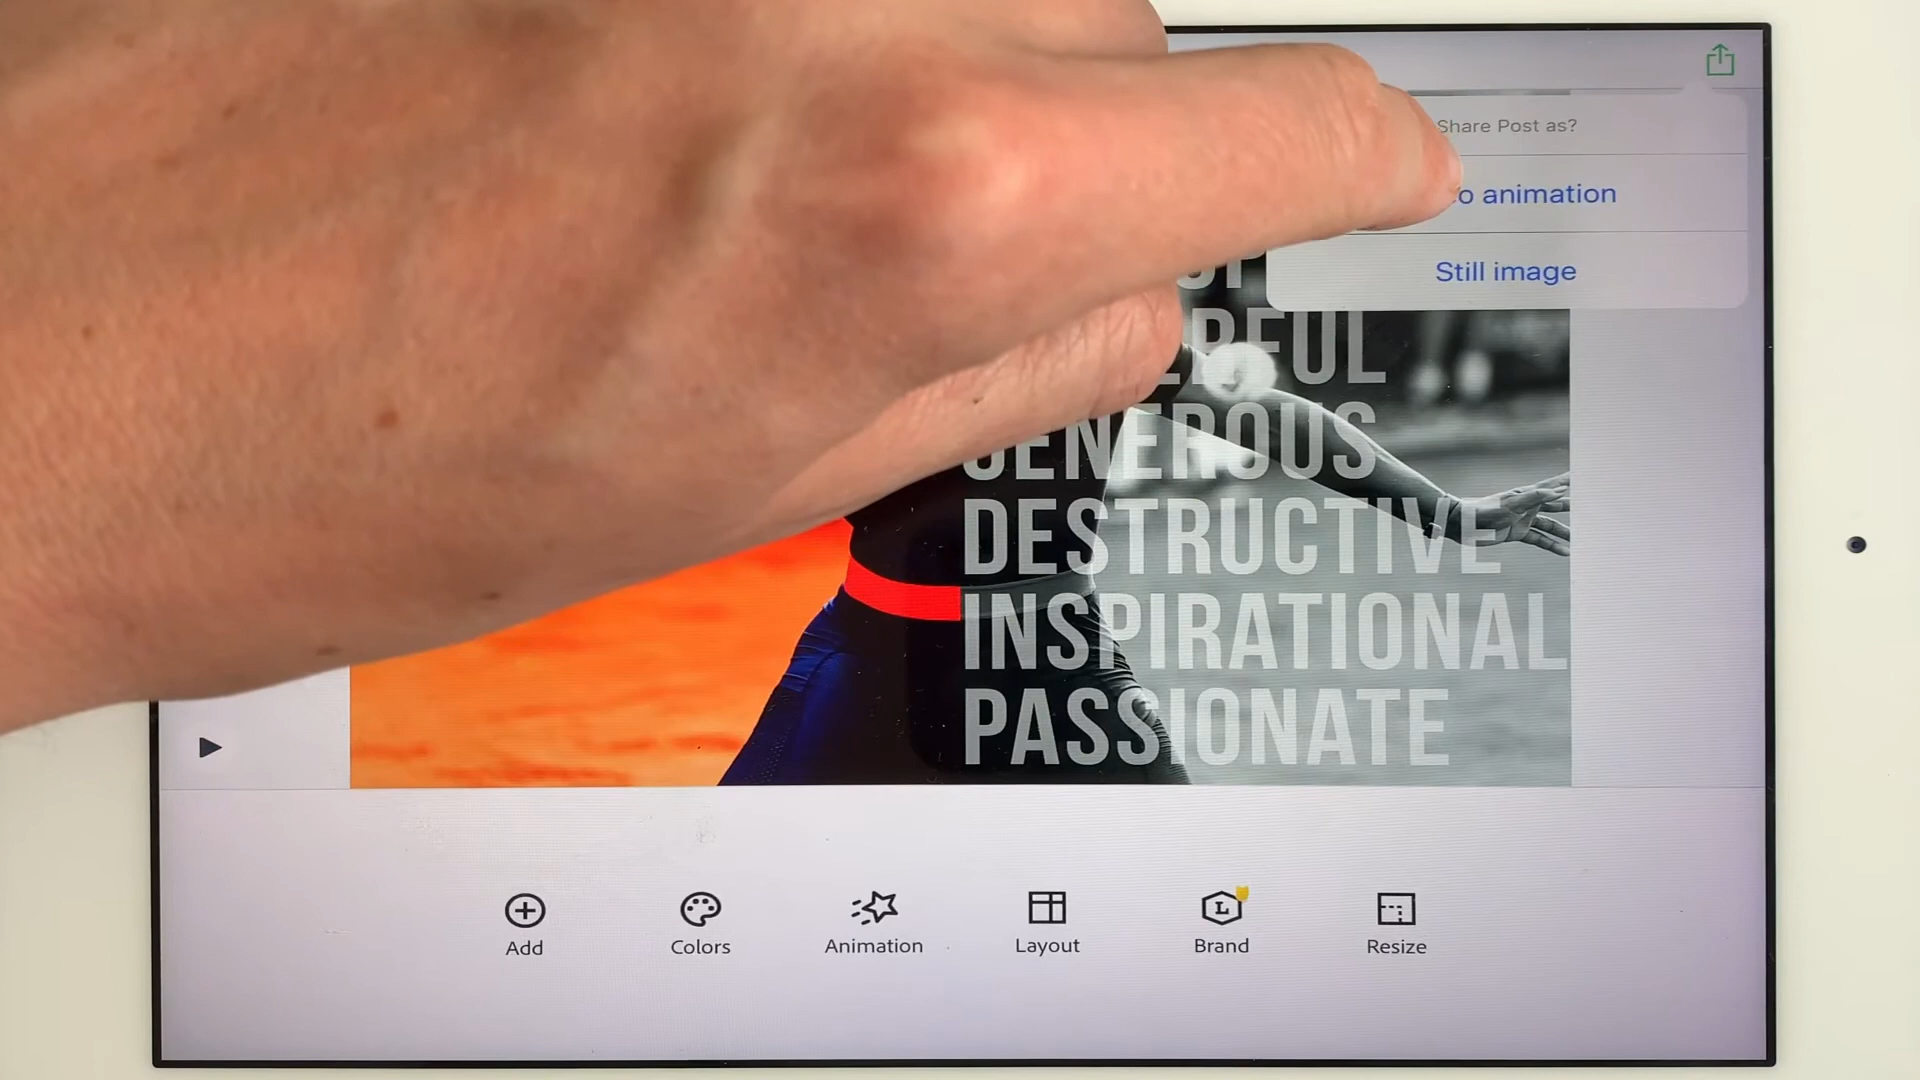 Share Post as?
animation
Still image
DESTRUCTIVE
INSPIRATIONAL
PASSIONATE
Add
Colors
Animation
Layout
Brand
Resize